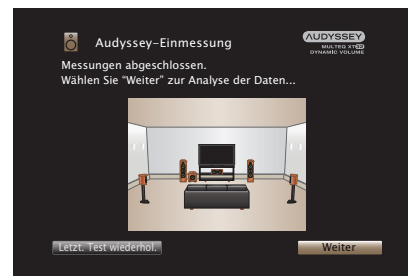 Audyssey-Einmessung
AUDYSSEY
MULTEQ XT32
DYNAMIC VOLUME
Messungen abgeschlossen.
Wählen Sie “Weiter” zur Analyse der Daten...
Letzt. Test wiederhol.
Weiter